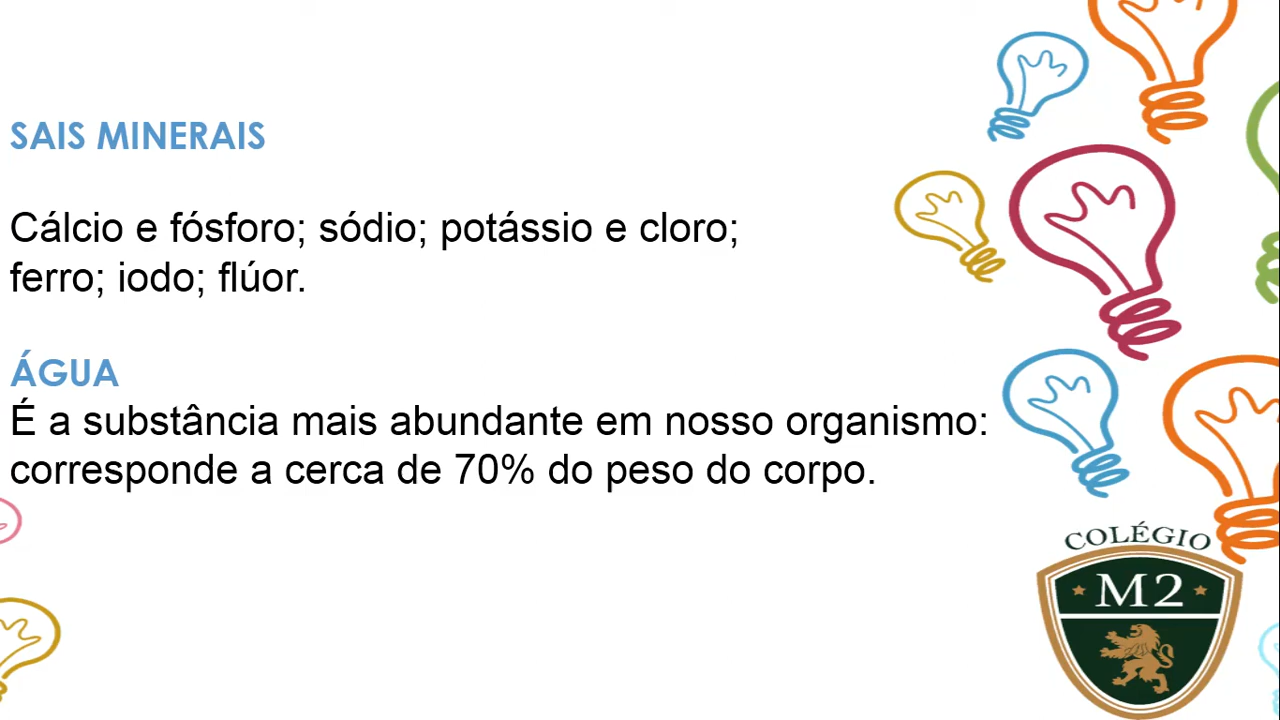 SAIS MINERAIS
Cálcio e fósforo; sódio; potássio e cloro;
ferro; iodo; flúor.
ÁGUA
É a substância mais abundante em nosso organismo:
corresponde a cerca de 70% do peso do corpo.
COLÉGIO
M2